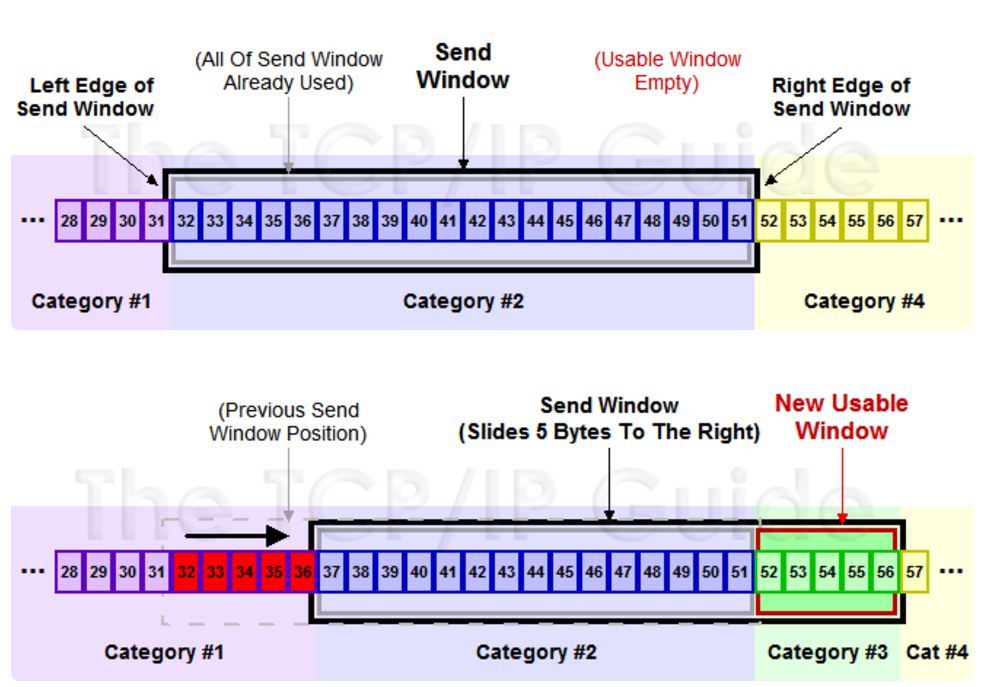 (All Of Send Window
Already Used)
Send
Window
(Usable Window
Empty)
Left Edge of
Send Window
Right Edge of
Send Window
The TCP/IP Guide
... 28 29 30 31 32 33 34 35 36 37 38 39 40 41 42 43 44 45 46 47 48 49 50 51 52 53 54 55 56 57 ...
Category #1 Category #2 Category #4
(Previous Send
Window Position)
Send Window
(Slides 5 Bytes To The Right)
New Usable
Window
The TCP/IP Guide
... 28 29 30 31 32 33 34 35 36 37 38 39 40 41 42 43 44 45 46 47 48 49 50 51 52 53 54 55 56 57 ...
Category #1 Category #2 Category #3 Cat #4